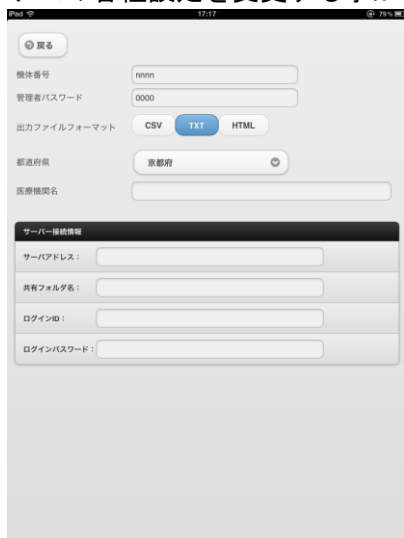 iPad 17:17 79%
戻る
機体番号 nnnn
管理者パスワード 0000
出力ファイルフォーマット CSV TXT HTML
都道府県 京都府
医療機関名
サーバー接続情報
サーバアドレス：
共有フォルダ名：
ログインID：
ログインパスワード：